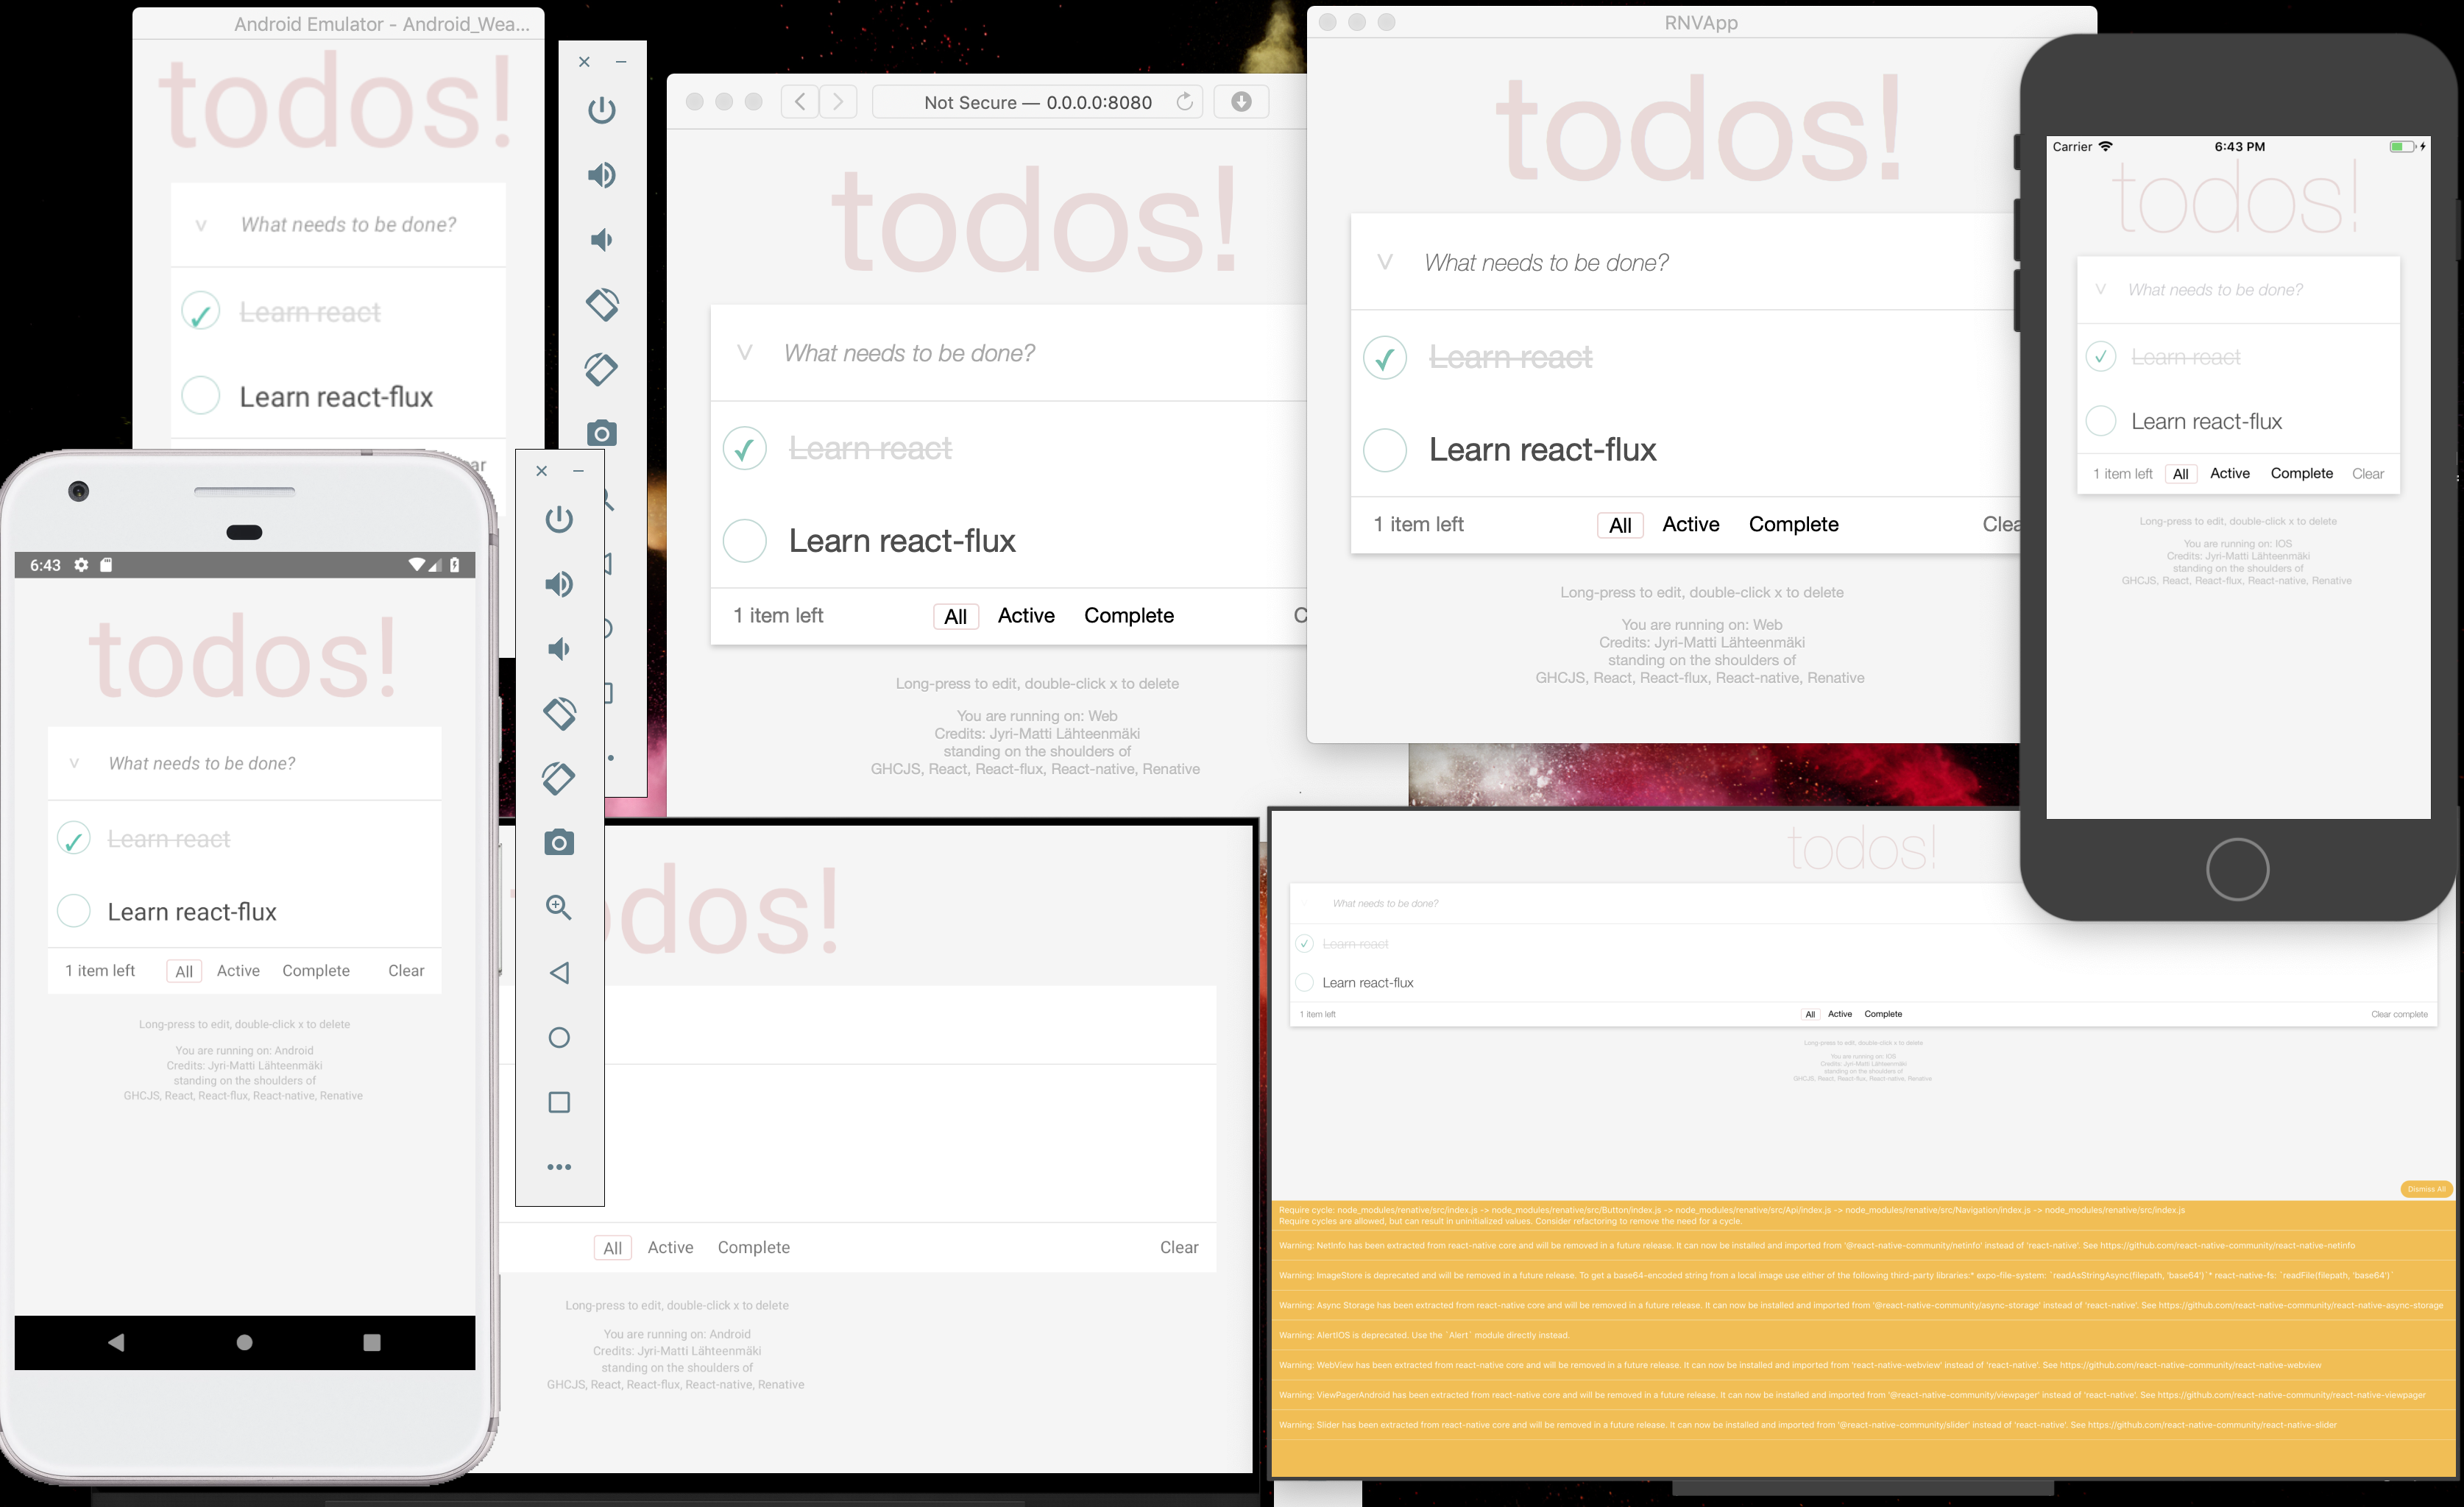 Android Emulator - Android_Wea...
todos!
v What needs to be done?
✓ Learn react
Learn react-flux
ar
Not Secure — 0.0.0.0:8080
todos!
v What needs to be done?
✓ Learn react
Learn react-flux
1 item left All Active Complete C
Long-press to edit, double-click x to delete
You are running on: Web
Credits: Jyri-Matti Lähteenmäki
standing on the shoulders of
GHCJS, React, React-flux, React-native, Renative
RNVApp
todos!
v What needs to be done?
✓ Learn react
Learn react-flux
1 item left All Active Complete Clea
Long-press to edit, double-click x to delete
You are running on: Web
Credits: Jyri-Matti Lähteenmäki
standing on the shoulders of
GHCJS, React, React-flux, React-native, Renative
Carrier 6:43 PM
todos!
v What needs to be done?
✓ Learn react
Learn react-flux
1 item left All Active Complete Clear
Long-press to edit, double-click x to delete
You are running on: IOS
Credits: Jyri-Matti Lähteenmäki
standing on the shoulders of
GHCJS, React, React-flux, React-native, Renative
6:43
todos!
v What needs to be done?
✓ Learn react
Learn react-flux
1 item left All Active Complete Clear
Long-press to edit, double-click x to delete
You are running on: Android
Credits: Jyri-Matti Lähteenmäki
standing on the shoulders of
GHCJS, React, React-flux, React-native, Renative
odos!
All Active Complete Clear
Long-press to edit, double-click x to delete
You are running on: Android
Credits: Jyri-Matti Lähteenmäki
standing on the shoulders of
GHCJS, React, React-flux, React-native, Renative
todos!
What needs to be done?
✓ Learn react
Learn react-flux
1 item left All Active Complete Clear complete
Long-press to edit, double-click x to delete
You are running on: IOS
Credits: Jyri-Matti Lähteenmäki
standing on the shoulders of
GHCJS, React, React-flux, React-native, Renative
Dismiss All
Require cycle: node_modules/renative/src/index.js -> node_modules/renative/src/Button/index.js -> node_modules/renative/src/Api/index.js -> node_modules/renative/src/Navigation/index.js -> node_modules/renative/src/index.js
Require cycles are allowed, but can result in uninitialized values. Consider refactoring to remove the need for a cycle.
Warning: NetInfo has been extracted from react-native core and will be removed in a future release. It can now be installed and imported from '@react-native-community/netinfo' instead of 'react-native'. See https://github.com/react-native-community/react-native-netinfo
Warning: ImageStore is deprecated and will be removed in a future release. To get a base64-encoded string from a local image use either of the following third-party libraries:* expo-file-system: `readAsStringAsync(filepath, 'base64')`* react-native-fs: `readFile(filepath, 'base64')`
Warning: Async Storage has been extracted from react-native core and will be removed in a future release. It can now be installed and imported from '@react-native-community/async-storage' instead of 'react-native'. See https://github.com/react-native-community/react-native-async-storage
Warning: AlertIOS is deprecated. Use the `Alert` module directly instead.
Warning: WebView has been extracted from react-native core and will be removed in a future release. It can now be installed and imported from 'react-native-webview' instead of 'react-native'. See https://github.com/react-native-community/react-native-webview
Warning: ViewPagerAndroid has been extracted from react-native core and will be removed in a future release. It can now be installed and imported from '@react-native-community/viewpager' instead of 'react-native'. See https://github.com/react-native-community/react-native-viewpager
Warning: Slider has been extracted from react-native core and will be removed in a future release. It can now be installed and imported from '@react-native-community/slider' instead of 'react-native'. See https://github.com/react-native-community/react-native-slider